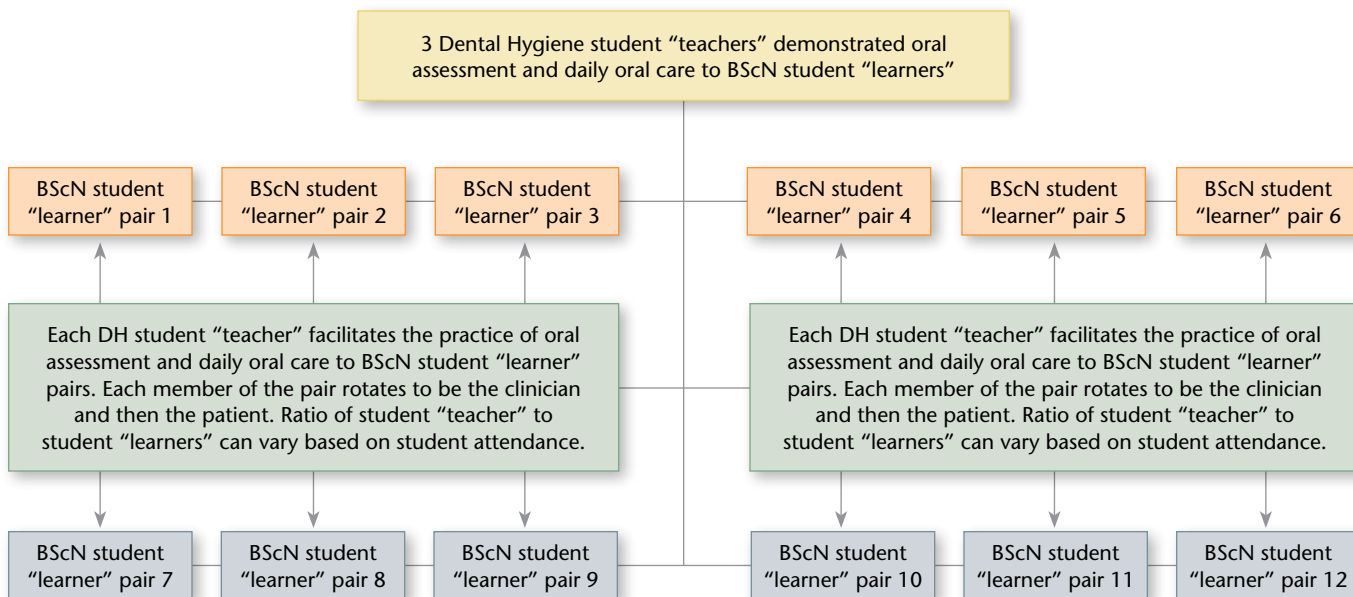 3 Dental Hygiene student “teachers” demonstrated oral
assessment and daily oral care to BScN student “learners”
BScN student
“learner” pair 1
BScN student
“learner” pair 2
BScN student
“learner” pair 3
BScN student
“learner” pair 4
BScN student
“learner” pair 5
BScN student
“learner” pair 6
Each DH student “teacher” facilitates the practice of oral
assessment and daily oral care to BScN student “learner”
pairs. Each member of the pair rotates to be the clinician
and then the patient. Ratio of student “teacher” to
student “learners” can vary based on student attendance.
Each DH student “teacher” facilitates the practice of oral
assessment and daily oral care to BScN student “learner”
pairs. Each member of the pair rotates to be the clinician
and then the patient. Ratio of student “teacher” to
student “learners” can vary based on student attendance.
BScN student
“learner” pair 7
BScN student
“learner” pair 8
BScN student
“learner” pair 9
BScN student
“learner” pair 10
BScN student
“learner” pair 11
BScN student
“learner” pair 12